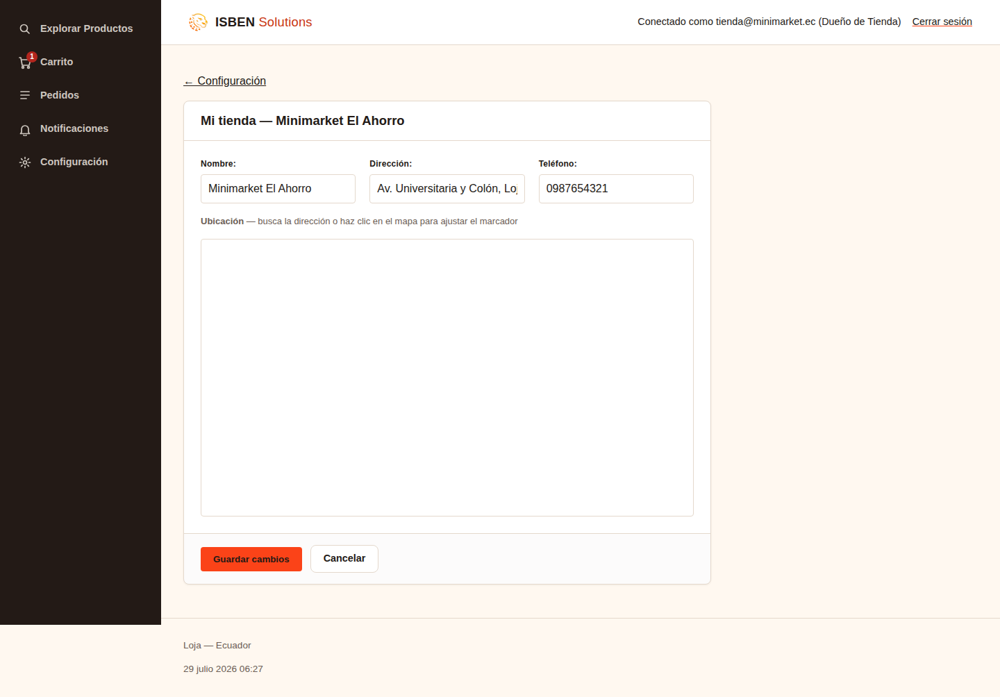 Explorar Productos
1
Carrito
Pedidos
Notificaciones
Configuración
ISBEN Solutions
Conectado como tienda@minimarket.ec (Dueño de Tienda) Cerrar sesión
← Configuración
Mi tienda — Minimarket El Ahorro
Nombre: Dirección: Teléfono:
Minimarket El Ahorro Av. Universitaria y Colón, Loj 0987654321
Ubicación — busca la dirección o haz clic en el mapa para ajustar el marcador
Guardar cambios Cancelar
Loja — Ecuador
29 julio 2026 06:27